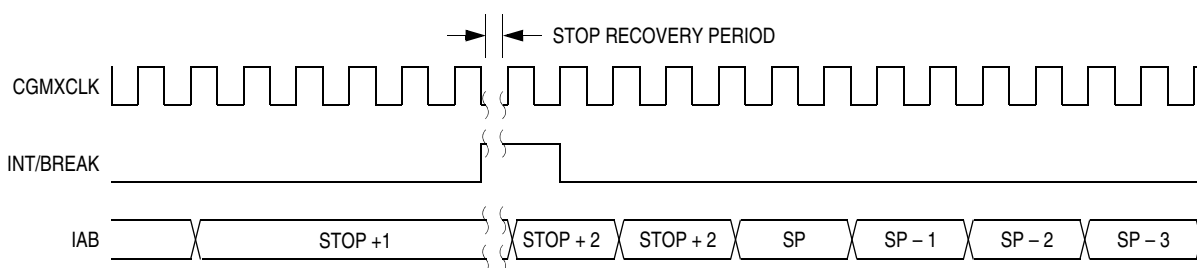 STOP RECOVERY PERIOD
CGMXCLK
INT/BREAK
IAB STOP +1 STOP + 2 STOP + 2 SP SP – 1 SP – 2 SP – 3